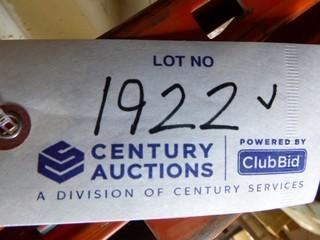 LOT NO
1922
CENTURY AUCTIONS
POWERED BY
ClubBid
A DIVISION OF CENTURY SERVICES